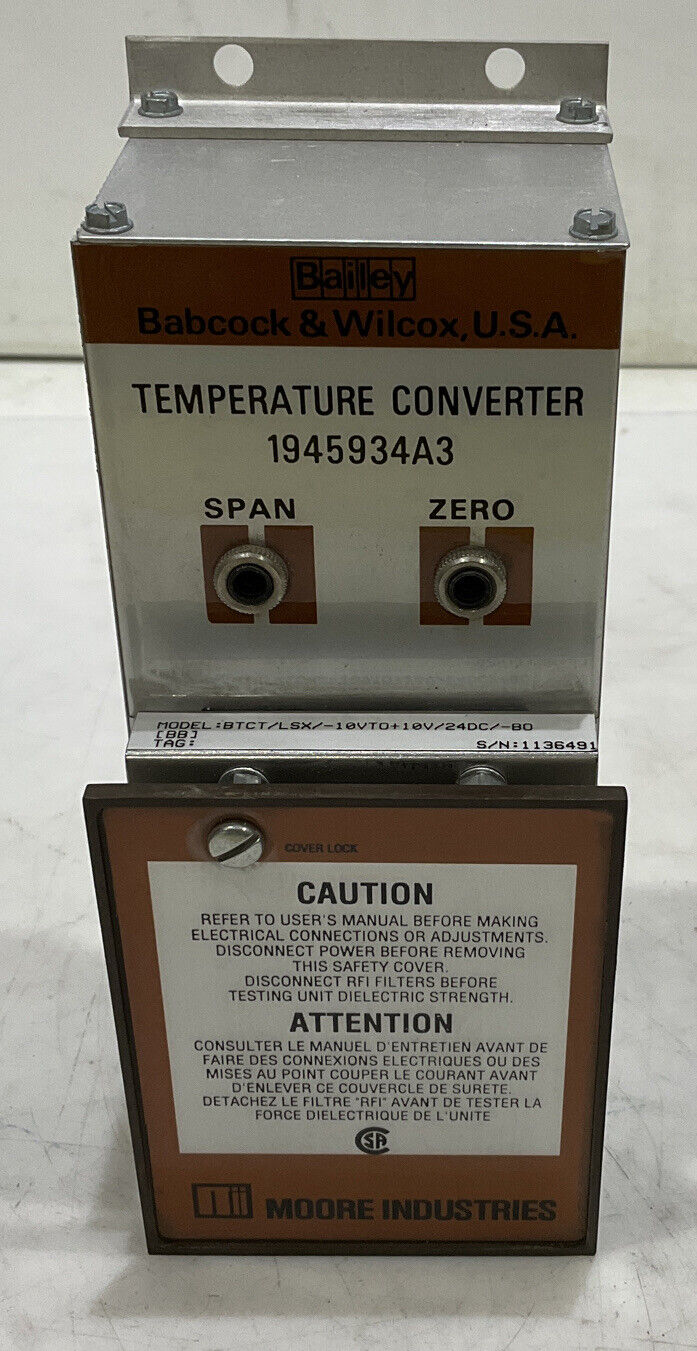 Bailey
Babcock & Wilcox, U.S.A.
TEMPERATURE CONVERTER
1945934A3
SPAN ZERO
MODEL:BTCT/LSX/-10VTO+10V/24DC/-BO
[BB]
TAG: S/N:1136491
COVER LOCK
CAUTION
REFER TO USER'S MANUAL BEFORE MAKING
ELECTRICAL CONNECTIONS OR ADJUSTMENTS.
DISCONNECT POWER BEFORE REMOVING
THIS SAFETY COVER.
DISCONNECT RFI FILTERS BEFORE
TESTING UNIT DIELECTRIC STRENGTH.
ATTENTION
CONSULTER LE MANUEL D'ENTRETIEN AVANT DE
FAIRE DES CONNEXIONS ELECTRIQUES OU DES
MISES AU POINT COUPER LE COURANT AVANT
D'ENLEVER CE COUVERCLE DE SURETE.
DETACHEZ LE FILTRE "RFI" AVANT DE TESTER LA
FORCE DIELECTRIQUE DE L'UNITE
CSA
MOORE INDUSTRIES